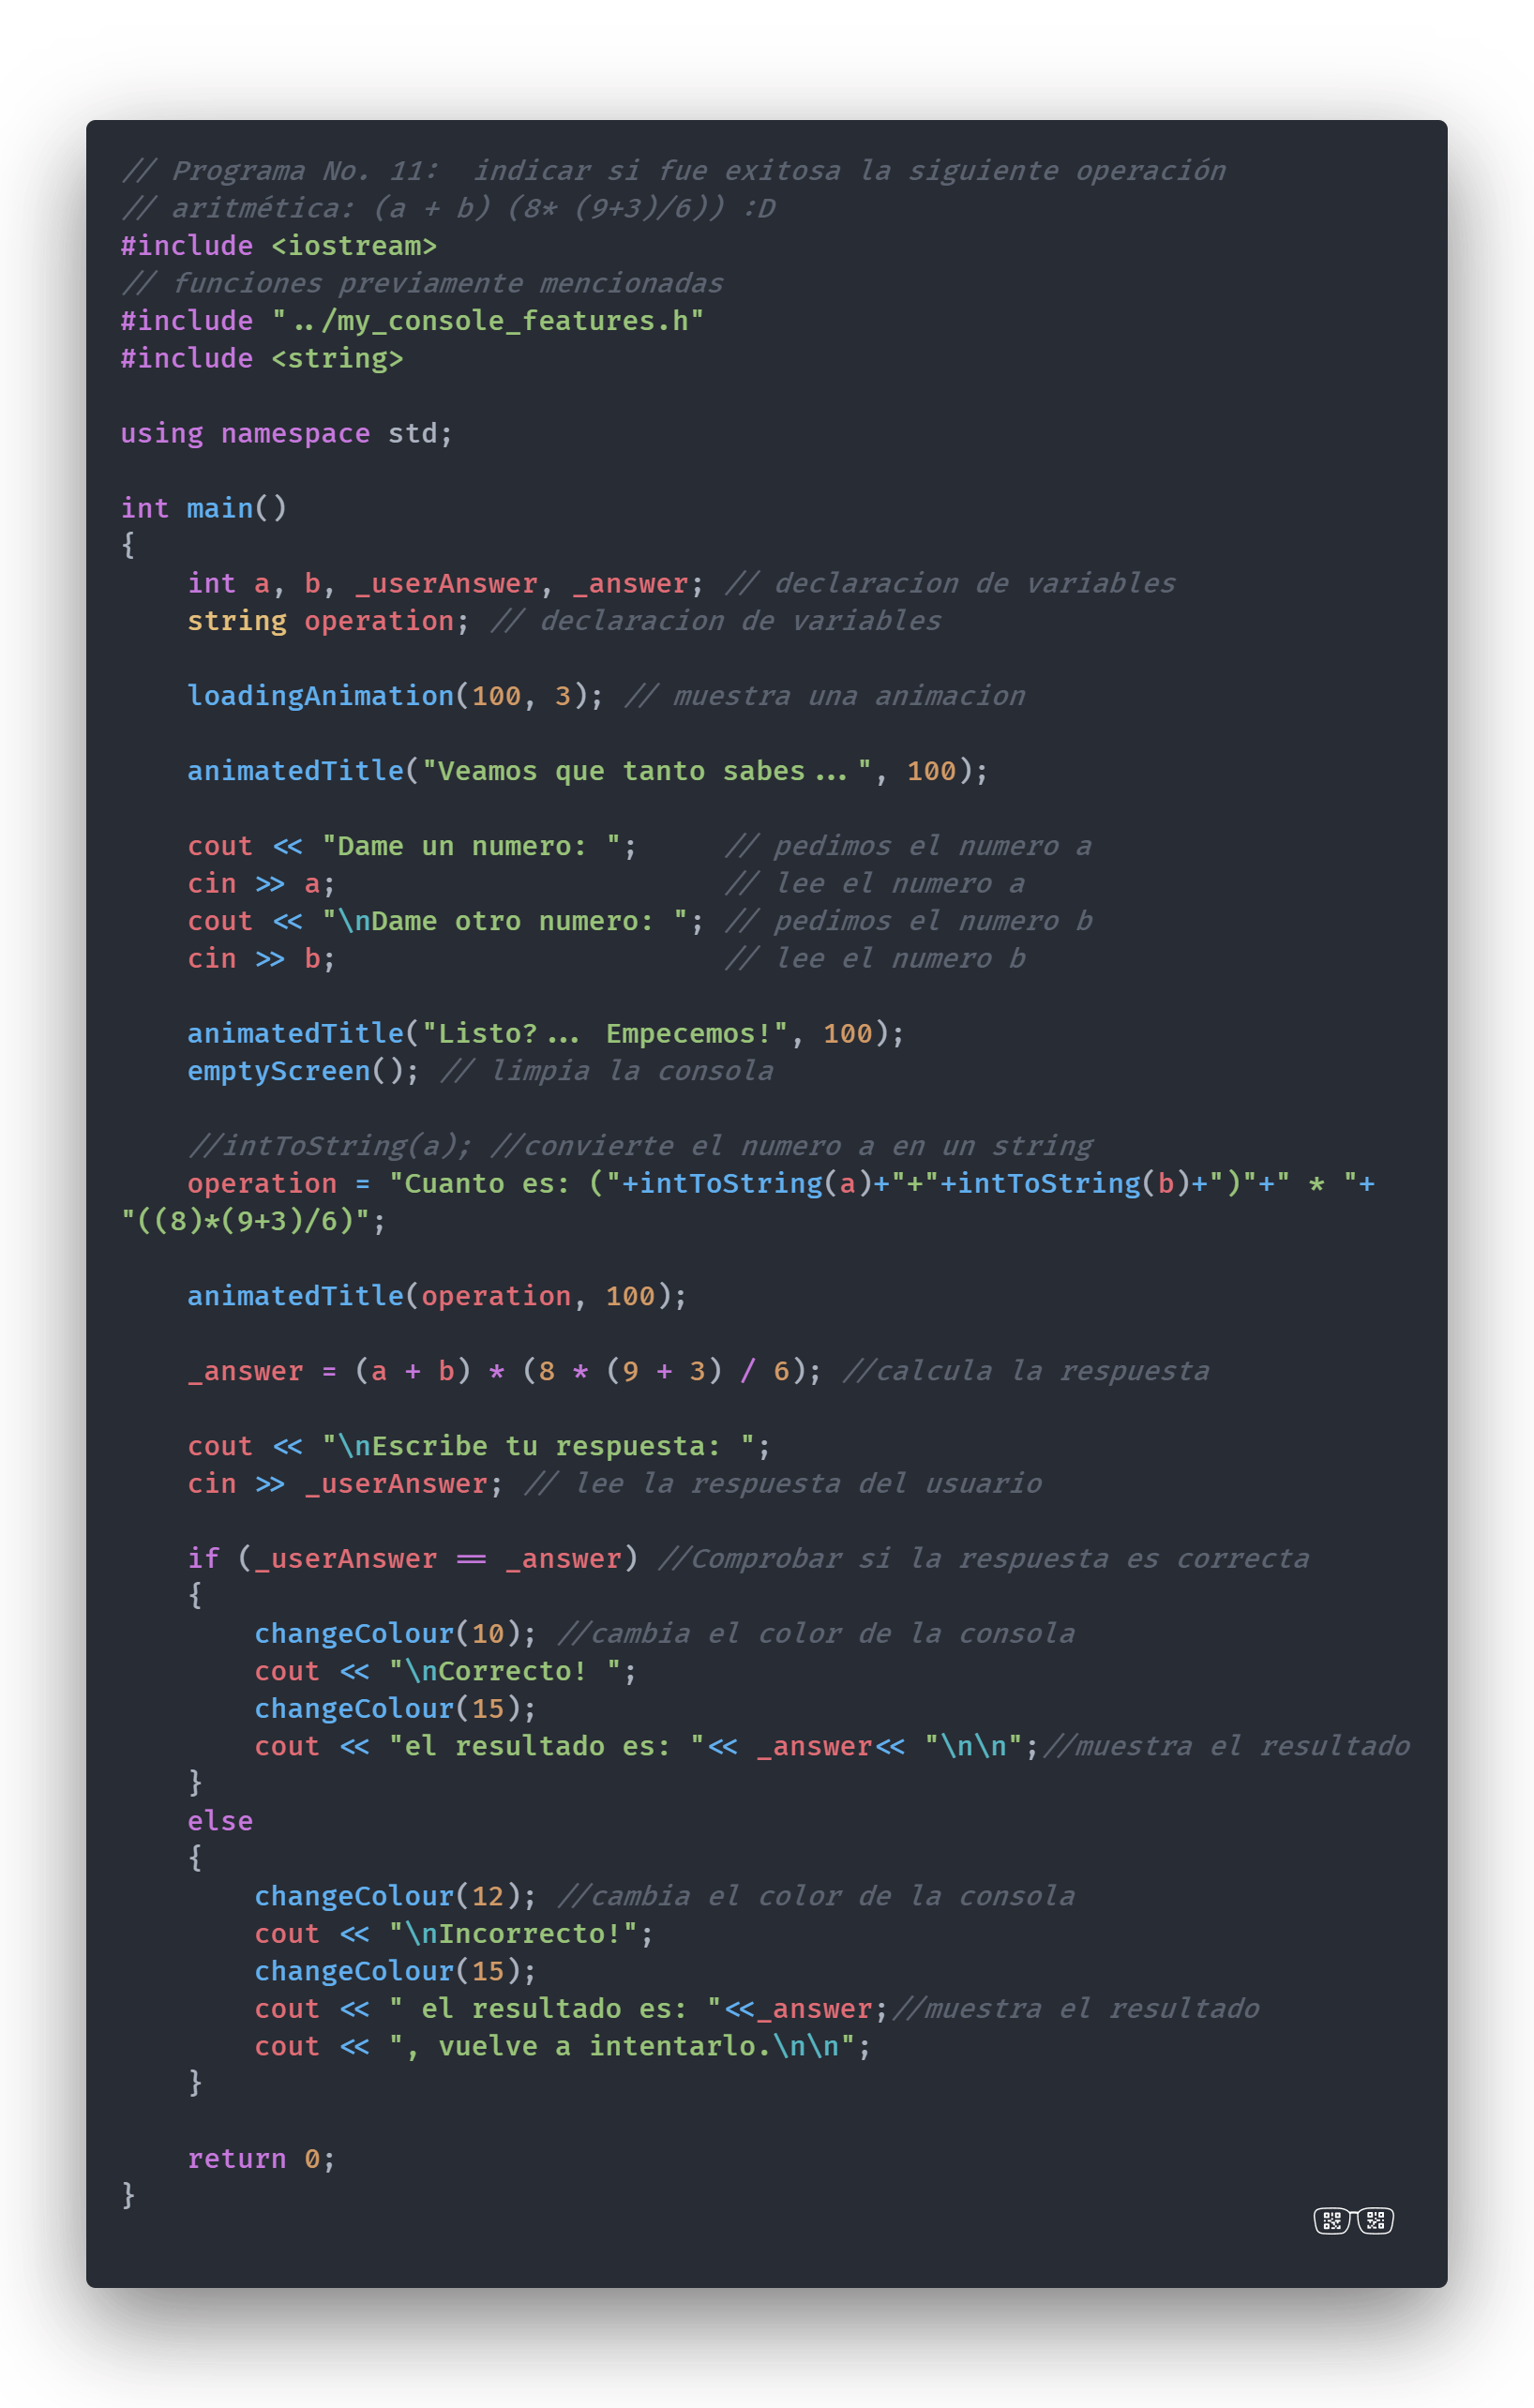 // Programa No. 11:  indicar si fue exitosa la siguiente operación
// aritmética: (a + b) (8* (9+3)/6)) :D
#include <iostream>
// funciones previamente mencionadas
#include "../my_console_features.h"
#include <string>

using namespace std;

int main()
{
    int a, b, _userAnswer, _answer; // declaracion de variables
    string operation; // declaracion de variables

    loadingAnimation(100, 3); // muestra una animacion

    animatedTitle("Veamos que tanto sabes...", 100);

    cout << "Dame un numero: ";     // pedimos el numero a
    cin >> a;                       // lee el numero a
    cout << "\nDame otro numero: "; // pedimos el numero b
    cin >> b;                       // lee el numero b

    animatedTitle("Listo?... Empecemos!", 100);
    emptyScreen(); // limpia la consola

    //intToString(a); //convierte el numero a en un string
    operation = "Cuanto es: ("+intToString(a)+"+"+intToString(b)+")"+" * "+
"((8)*(9+3)/6)";

    animatedTitle(operation, 100);

    _answer = (a + b) * (8 * (9 + 3) / 6); //calcula la respuesta

    cout << "\nEscribe tu respuesta: ";
    cin >> _userAnswer; // lee la respuesta del usuario

    if (_userAnswer == _answer) //Comprobar si la respuesta es correcta
    {
        changeColour(10); //cambia el color de la consola
        cout << "\nCorrecto! ";
        changeColour(15);
        cout << "el resultado es: "<< _answer<< "\n\n";//muestra el resultado
    }
    else
    {
        changeColour(12); //cambia el color de la consola
        cout << "\nIncorrecto!";
        changeColour(15);
        cout << " el resultado es: "<<_answer;//muestra el resultado
        cout << ", vuelve a intentarlo.\n\n";
    }

    return 0;
}